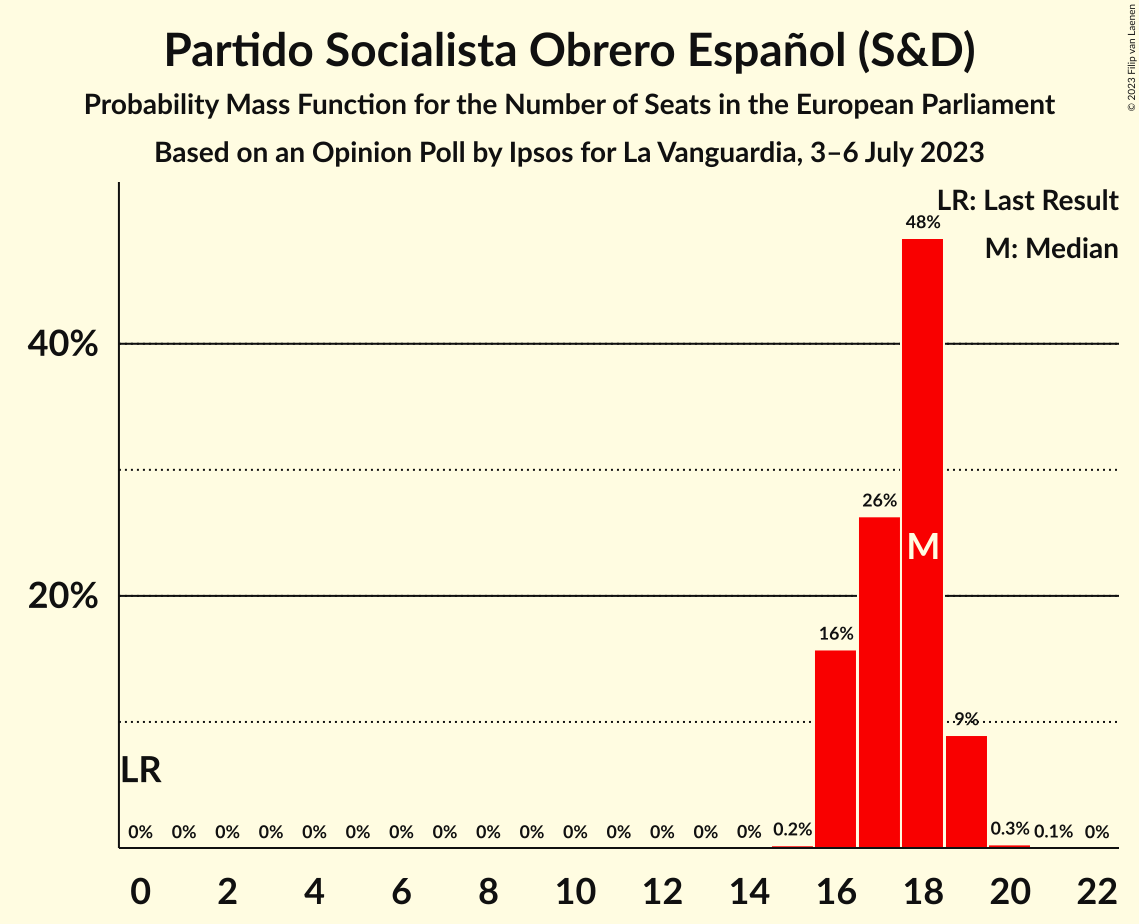 Partido Socialista Obrero Español (S&D)
Probability Mass Function for the Number of Seats in the European Parliament
Based on an Opinion Poll by Ipsos for La Vanguardia, 3–6 July 2023
© 2023 Filip van Laenen
LR: Last Result
M: Median
48%
40%
26%
M
20%
16%
9%
LR
0% 0% 0% 0% 0% 0% 0% 0% 0% 0% 0% 0% 0% 0% 0% 0.2% 0.3% 0.1% 0%
0 2 4 6 8 10 12 14 16 18 20 22